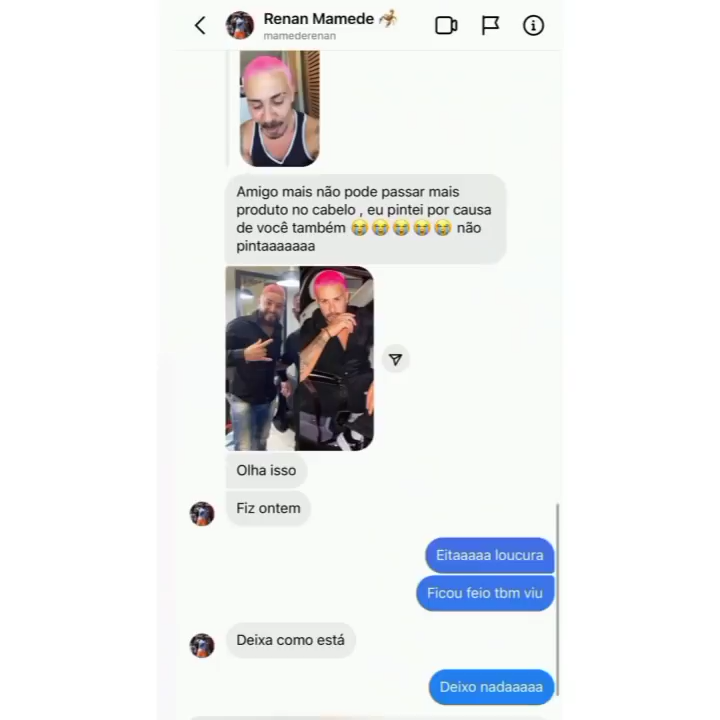 Renan Mamede 🦂
mamederenan
Amigo mais não pode passar mais
produto no cabelo , eu pintei por causa
de você também 😭😭😭😭😭 não
pintaaaaaaa
Olha isso
Fiz ontem
Eitaaaaa loucura
Ficou feio tbm viu
Deixa como está
Deixo nadaaaaa